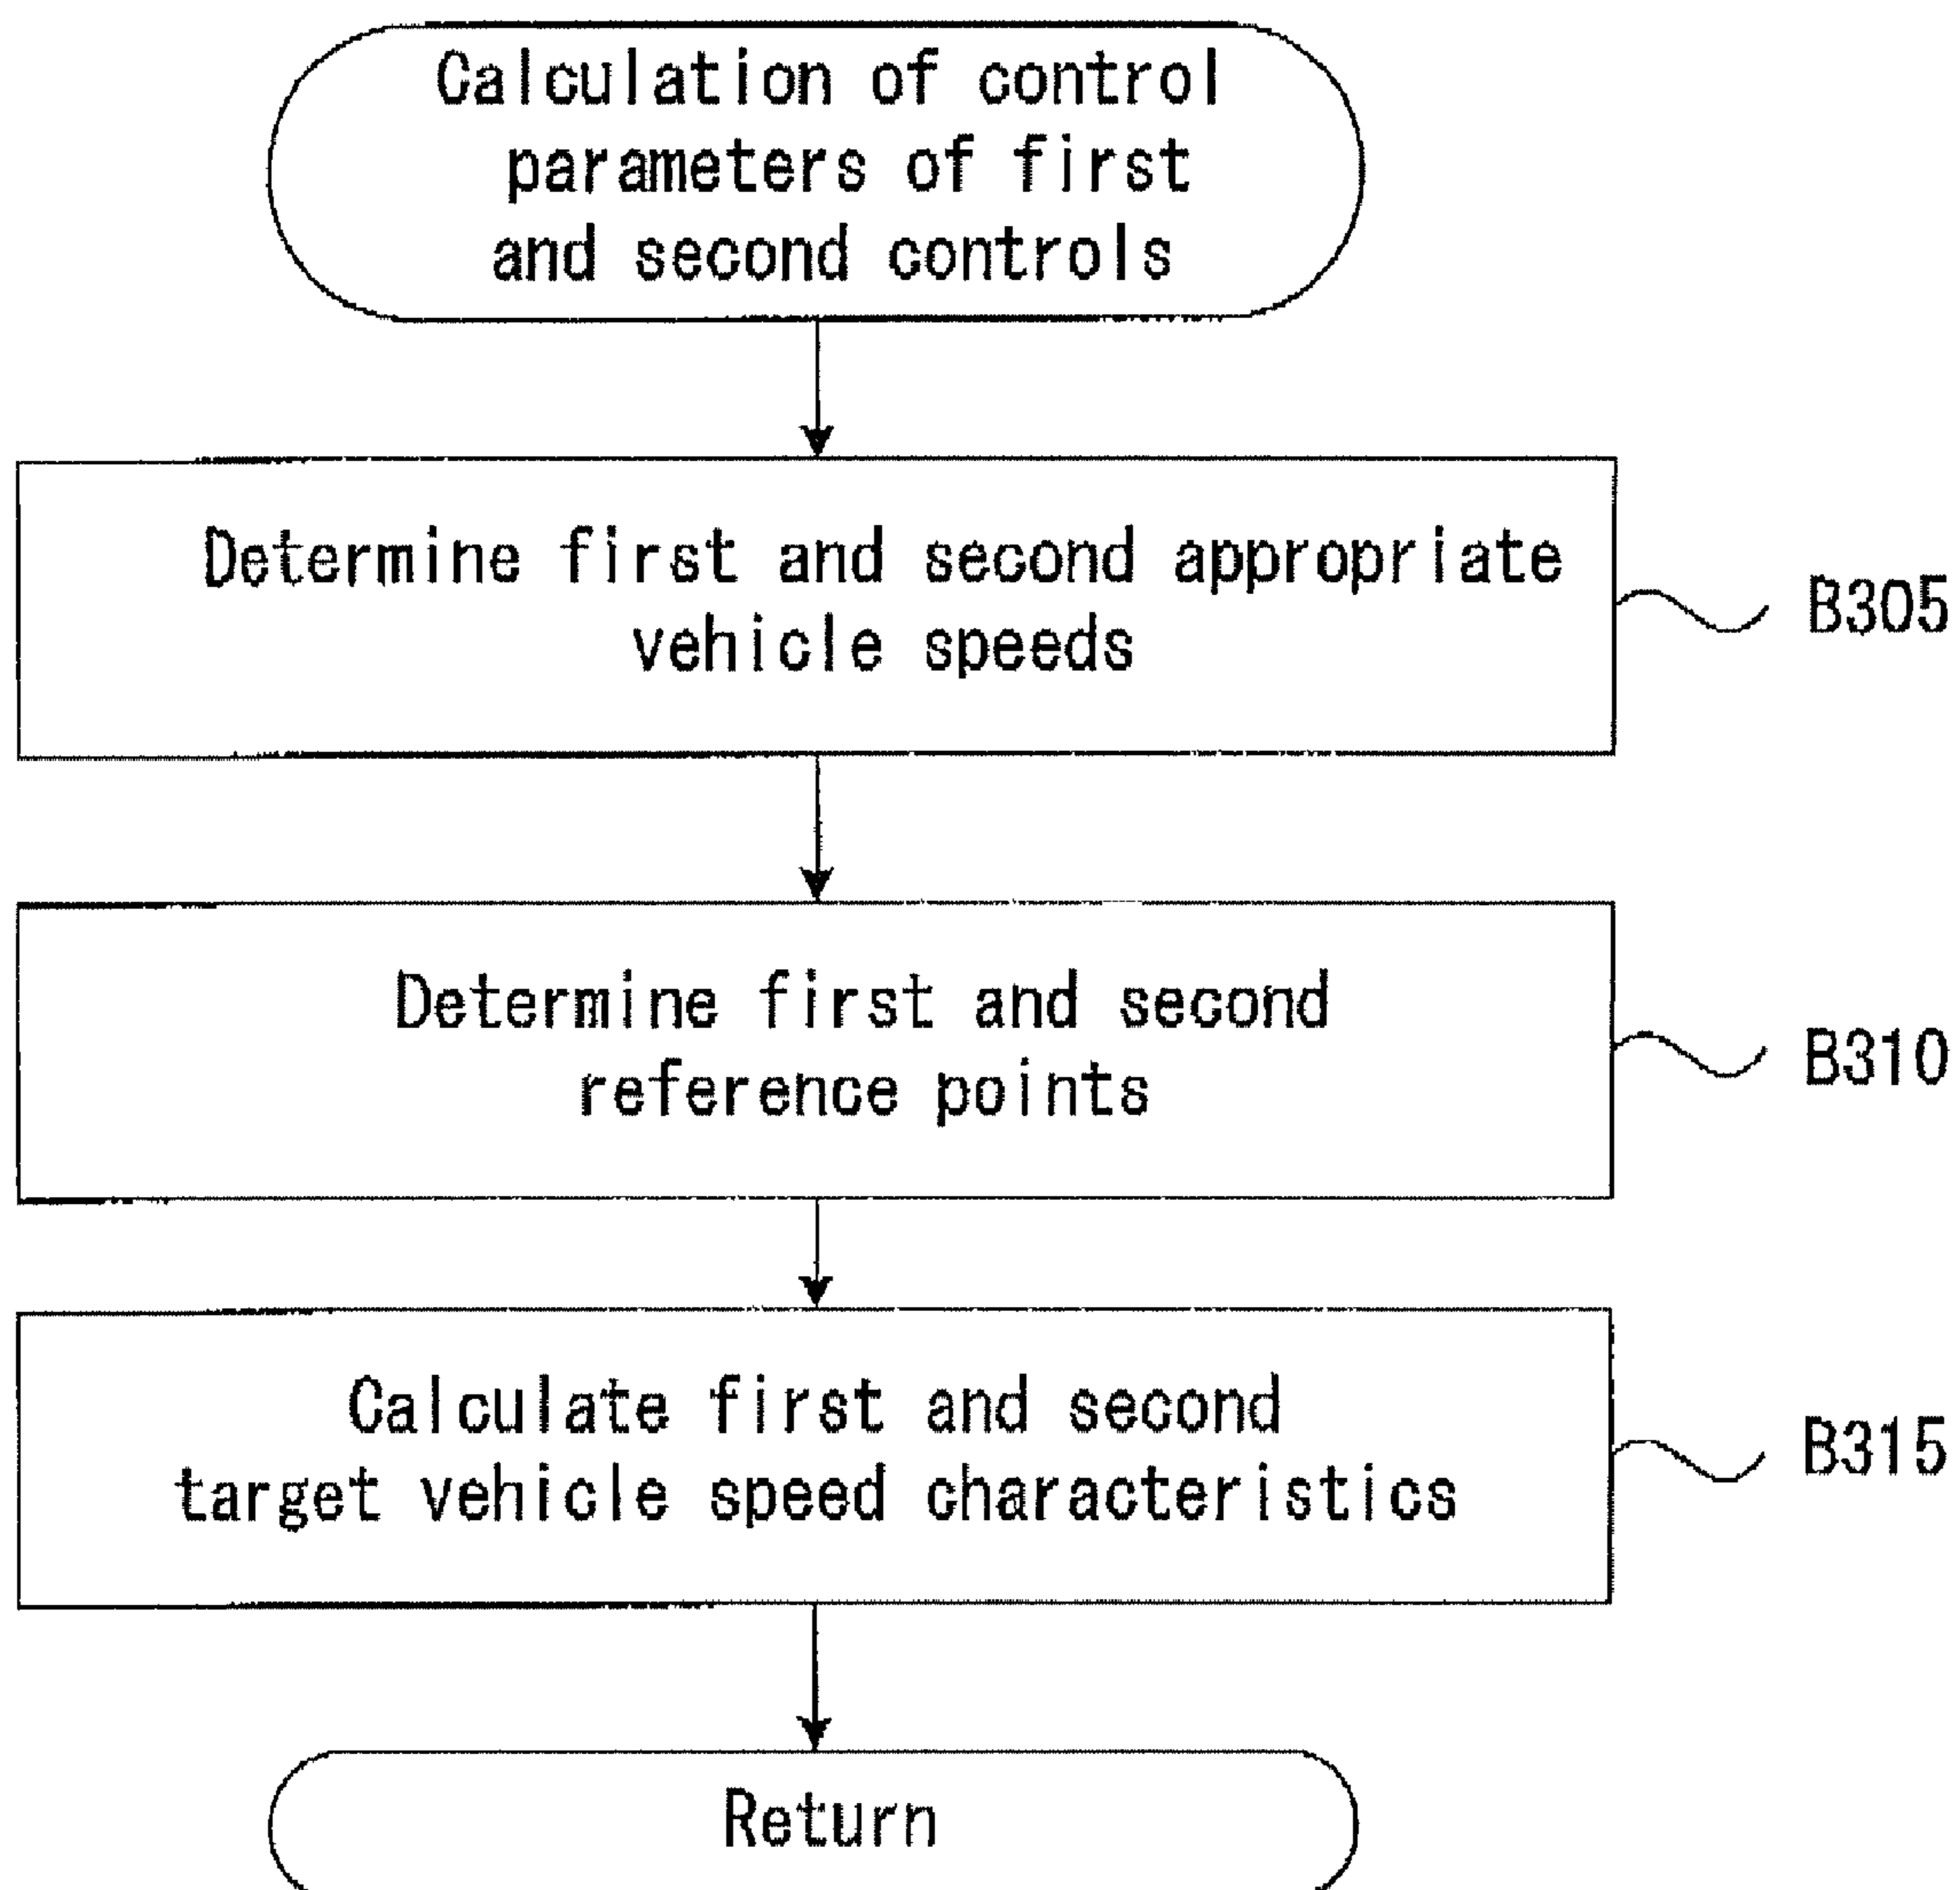 Calculation of control
parameters of first
and second controls
Determine first and second appropriate
vehicle speeds
B305
Determine first and second
reference points
B310
Calculate first and second
target vehicle speed characteristics
B315
Return